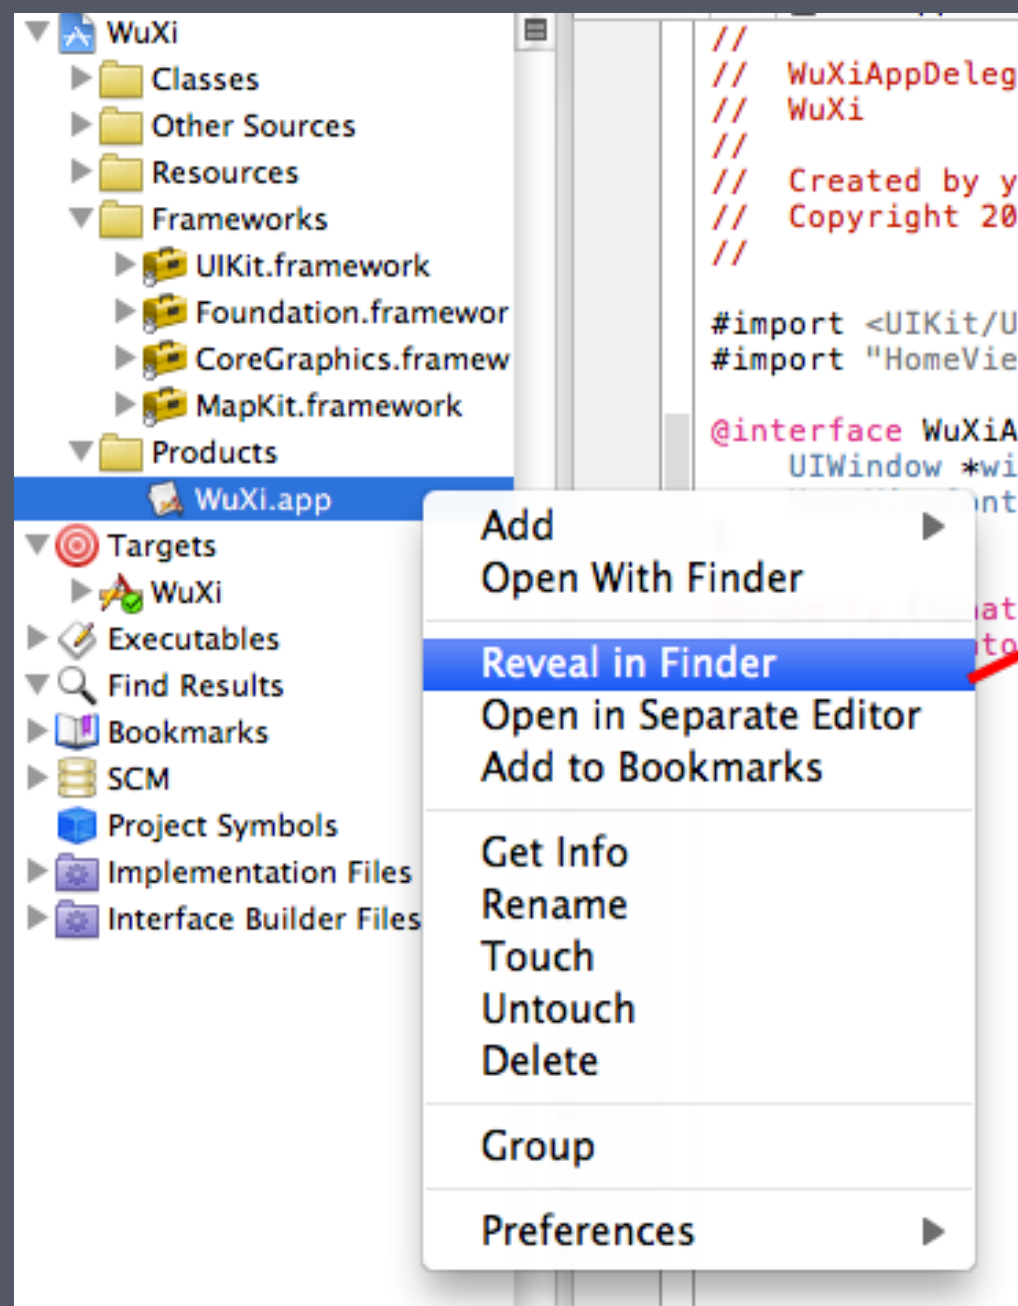 WuXi
Classes
Other Sources
Resources
Frameworks
UIKit.framework
Foundation.framewor
CoreGraphics.framew
MapKit.framework
Products
WuXi.app
Targets
WuXi
Executables
Find Results
Bookmarks
SCM
Project Symbols
Implementation Files
Interface Builder Files
//
// WuXiAppDeleg
// WuXi
//
// Created by y
// Copyright 20
//
#import <UIKit/U
#import "HomeVie
@interface WuXiA
UIWindow *wi
ont
at
to
Add
Open With Finder
Reveal in Finder
Open in Separate Editor
Add to Bookmarks
Get Info
Rename
Touch
Untouch
Delete
Group
Preferences